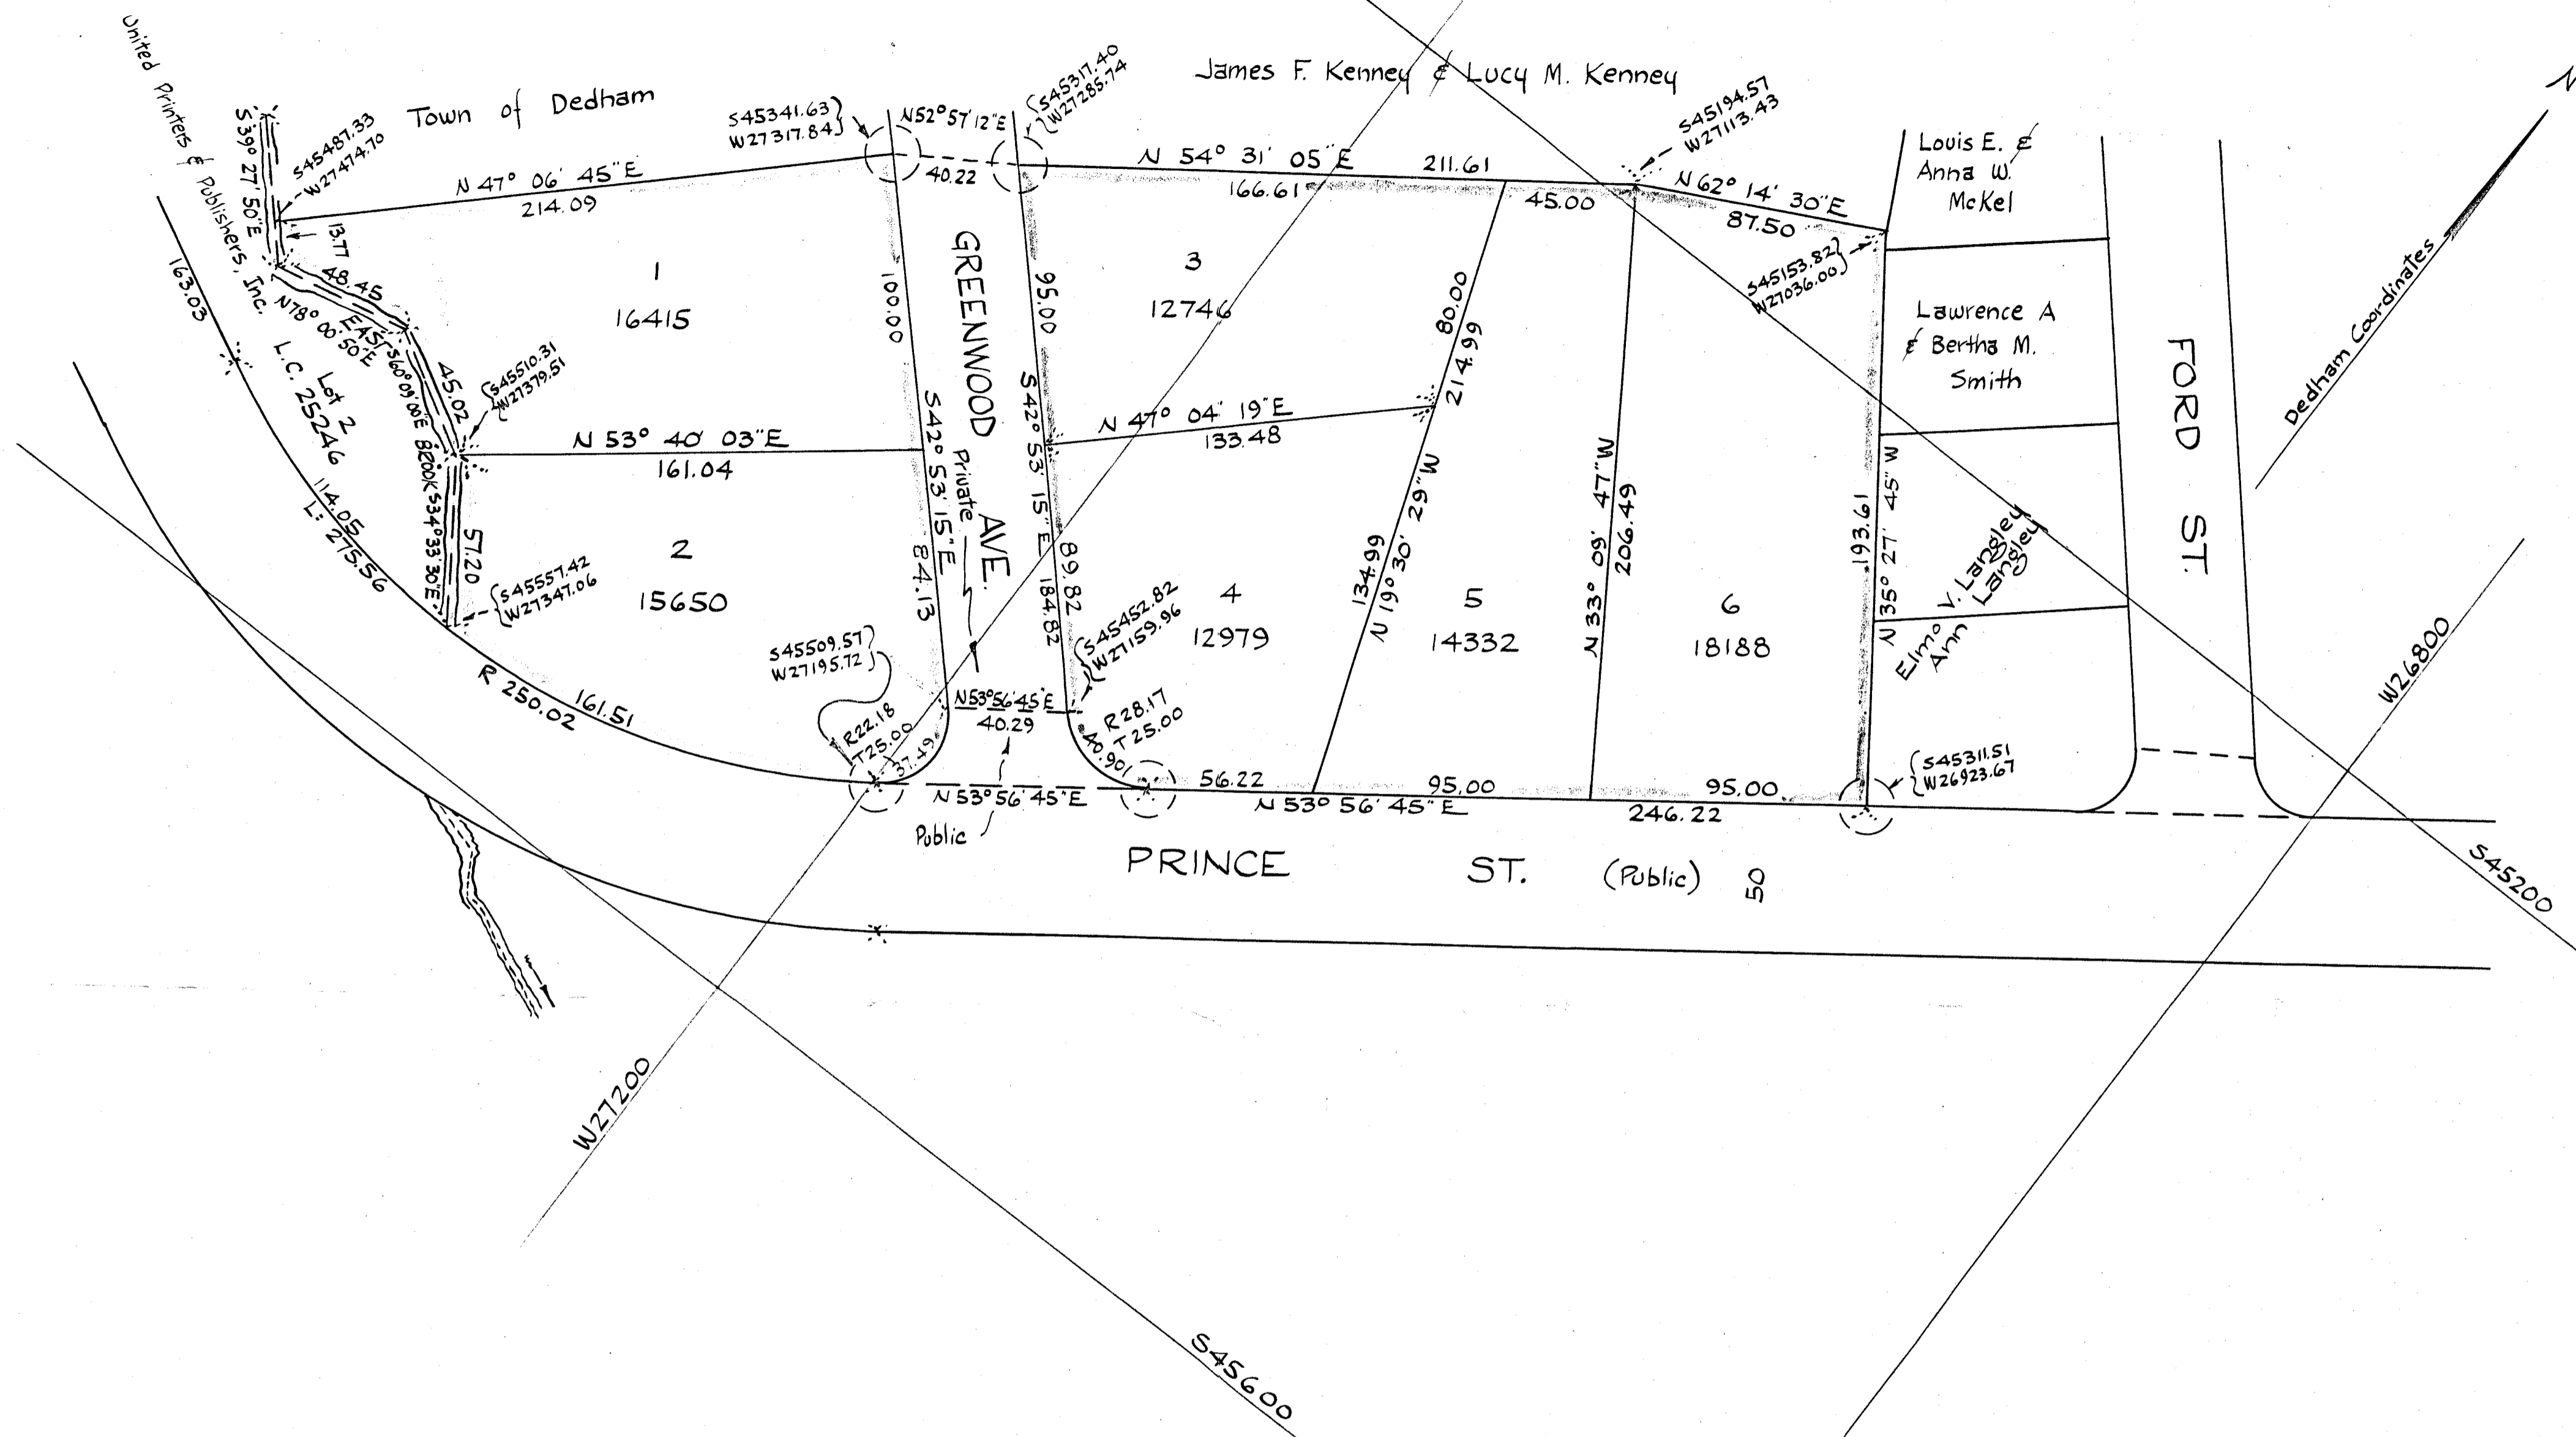 United Printers & Publishers, Inc.
Town of Dedham
James F. Kenney & Lucy M. Kenney
N
Dedham Coordinates
S 39° 27' 50"E
S45487.33
W27474.70
S45341.63
W27317.84
N52°57'12"E
40.22
S45317.40
W27285.74
S45194.57
W27113.43
N 47° 06' 45"E
214.09
N 54° 31' 05"E 211.61
166.61
45.00
N 62° 14' 30"E
87.50
S45153.82
W27036.00
Louis E. &
Anna W.
McKel
Lawrence A
& Bertha M.
Smith
Elmo V. Langley
Ann Langley
FORD ST.
163.03
13.77
48.45
N78° 00' 50"E
EAST
S60°09'00"E
BROOK
S34°33'30"E
45.02
S45510.31
W27379.51
57.20
S45557.42
W27347.06
Lot 2
L.C. 25246
114.05
L: 275.56
R 250.02
161.51
1
16415
N 53° 40' 03"E
161.04
2
15650
100.00
S42° 53' 15"E
84.13
GREENWOOD AVE.
Private
95.00
S42° 53' 15"E
89.82
184.82
3
12746
N 47° 04' 19"E
133.48
4
12979
80.00
214.99
134.99
N 19° 30' 29"W
5
14332
N 33° 09' 47"W
206.49
6
18188
193.61
N 35° 27' 45" W
S45509.57
W27195.72
R22.18
T25.00
37.49
N53°56'45"E
40.29
S45452.82
W27159.96
R28.17
T 25.00
40.90
N 53° 56' 45"E
Public
56.22
95.00
95.00
N 53° 56' 45"E
246.22
S45311.51
W26923.67
PRINCE ST. (Public) 50
W26800
S45200
W27200
S45600